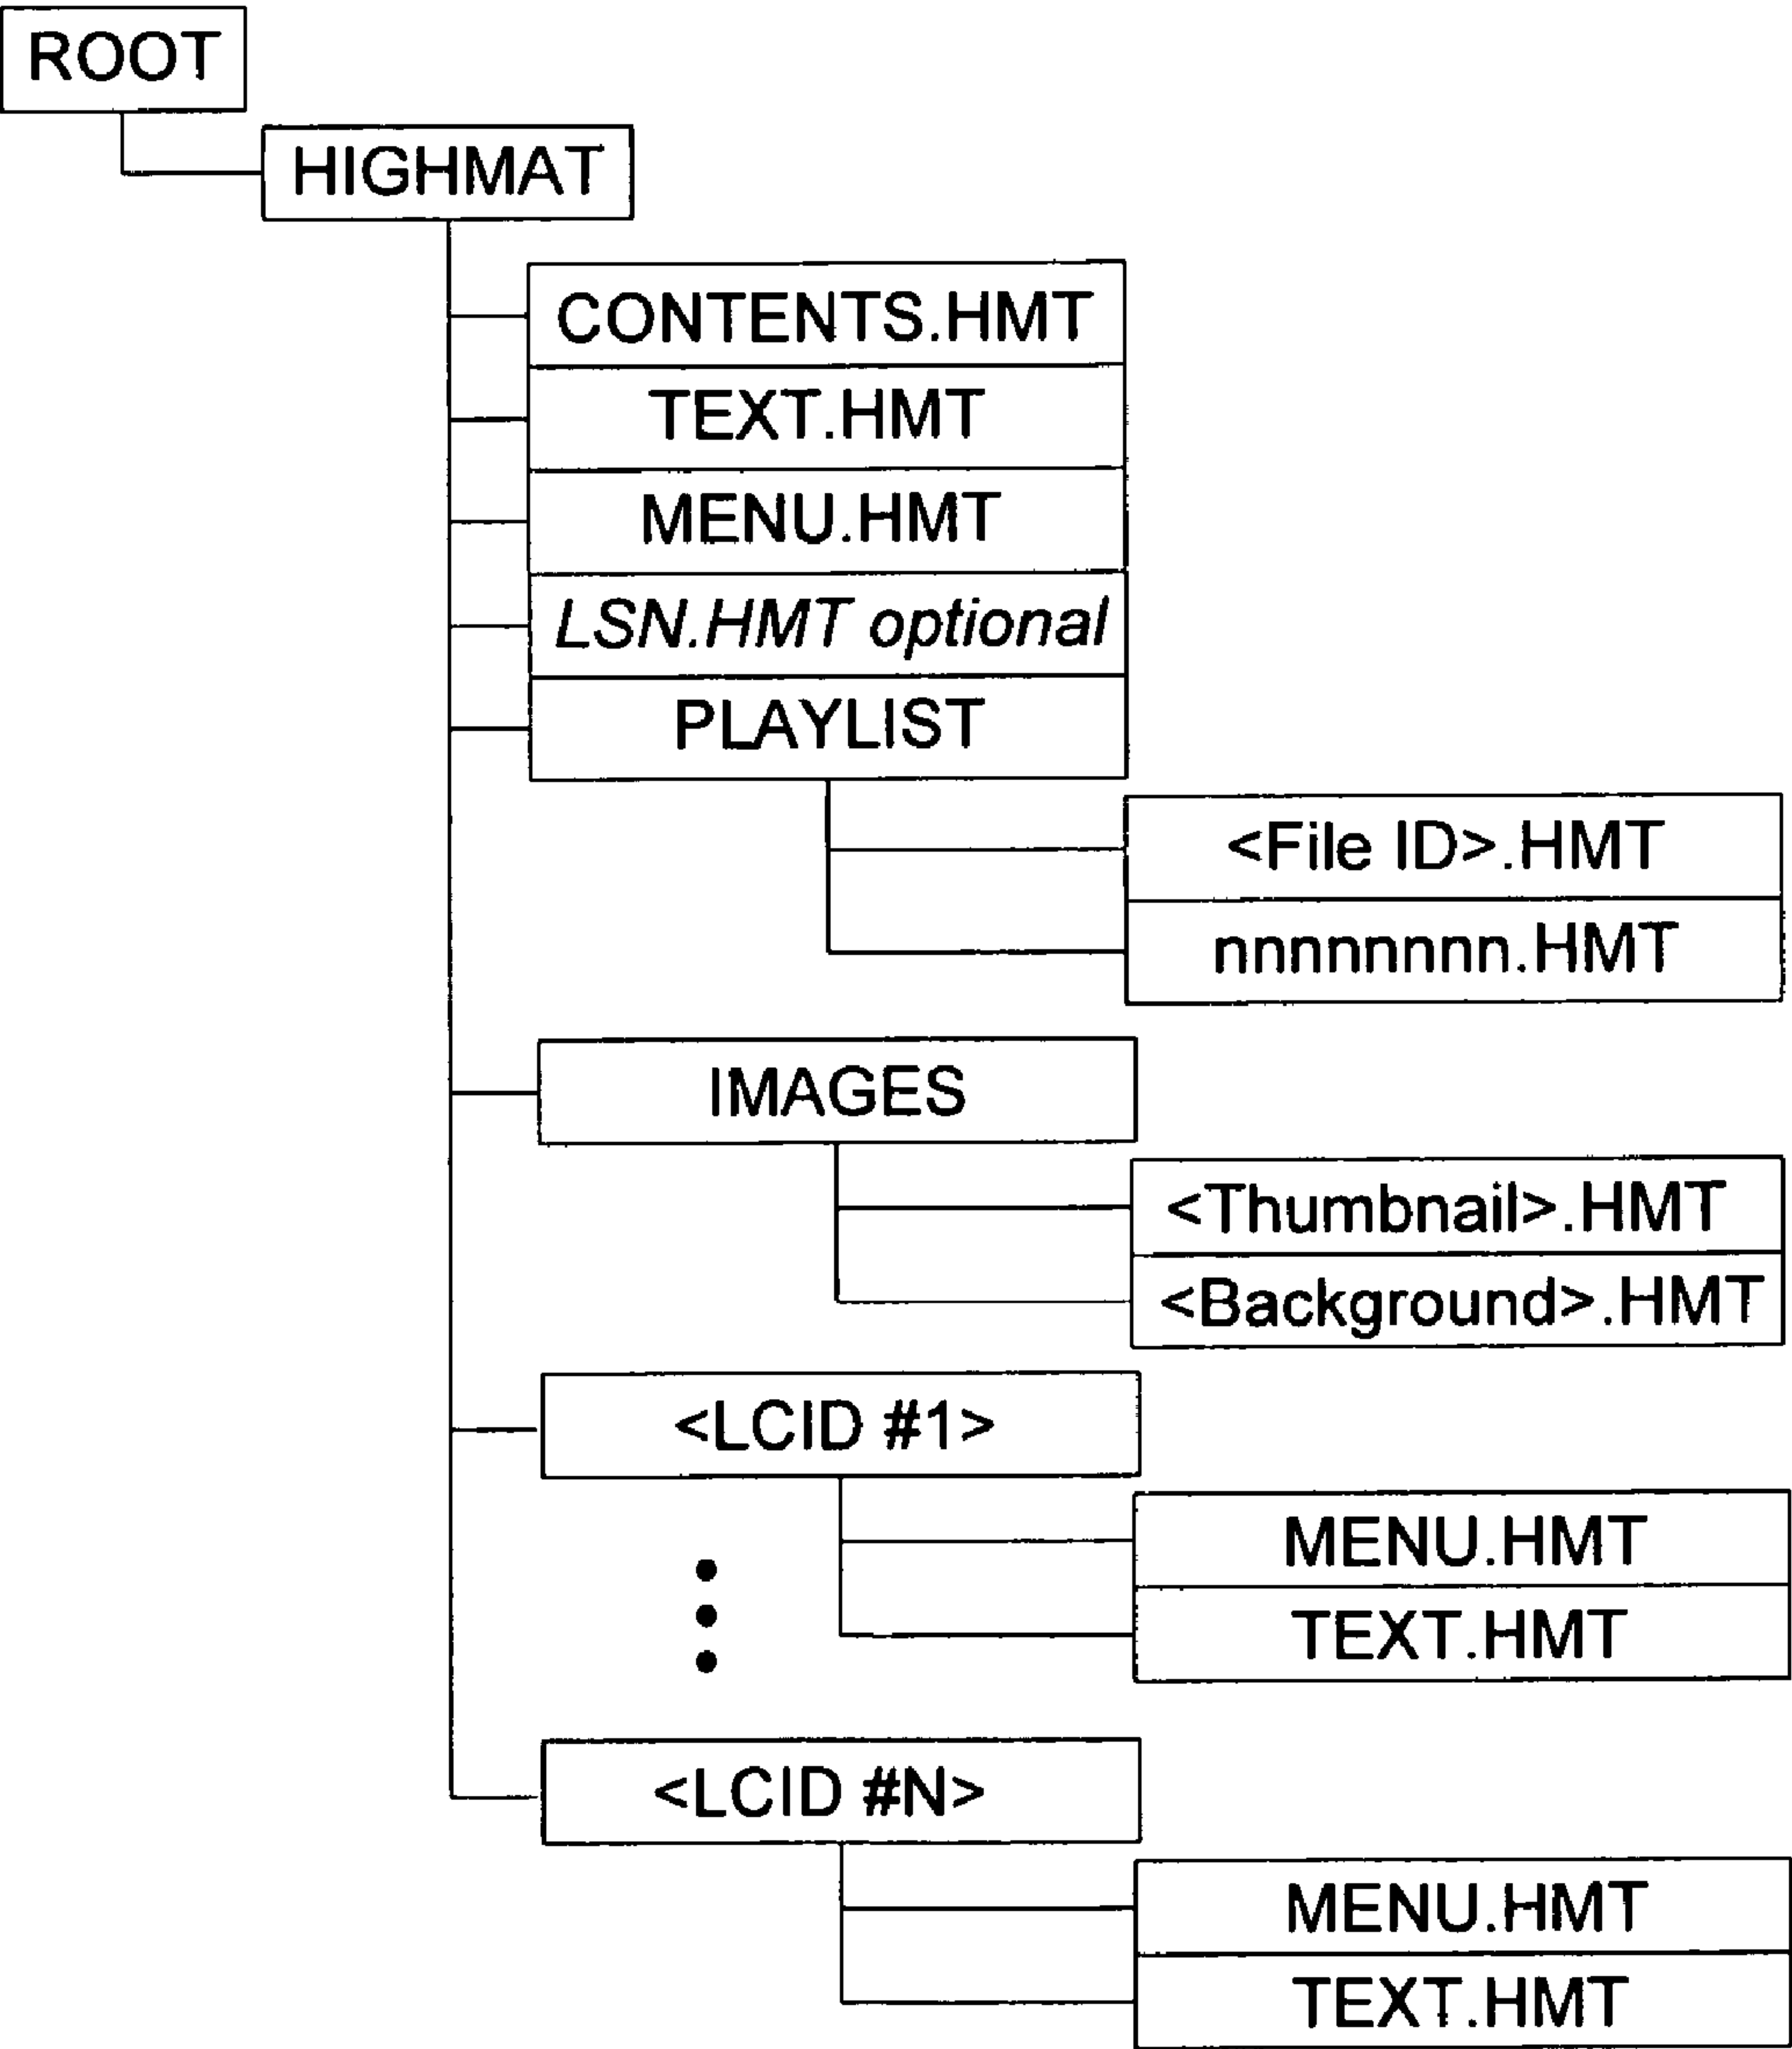 ROOT
HIGHMAT
CONTENTS.HMT
TEXT.HMT
MENU.HMT
LSN.HMT optional
PLAYLIST
<File ID>.HMT
nnnnnnnn.HMT
IMAGES
<Thumbnail>.HMT
<Background>.HMT
<LCID #1>
MENU.HMT
TEXT.HMT
<LCID #N>
MENU.HMT
TEXT.HMT